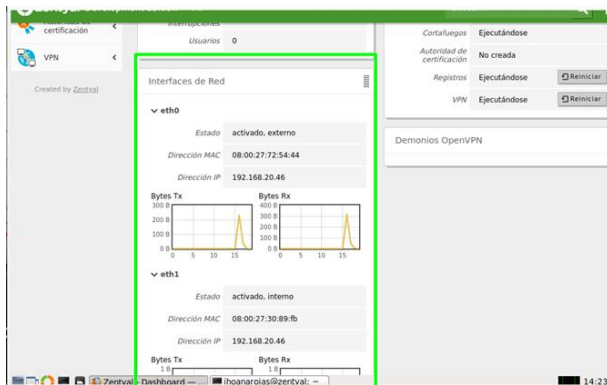 Autoridad de
certificación
VPN
Created by Zentyal
Interrupciones
Usuarios 0
Interfaces de Red
eth0
Estado activado, externo
Dirección MAC 08:00:27:72:54:44
Dirección IP 192.168.20.46
Bytes Tx Bytes Rx
300 B 400 B
200 B 300 B
200 B
100 B 100 B
0 B 0 B
0 5 10 15 0 5 10 15
eth1
Estado activado, interno
Dirección MAC 08:00:27:30:89:fb
Dirección IP 192.168.20.46
Bytes Tx Bytes Rx
1 B 1 B
Cortafuegos Ejecutándose
Autoridad de
certificación No creada
Registros Ejecutándose Reiniciar
VPN Ejecutándose Reiniciar
Demonios OpenVPN
Zentyal - Dashboard — ... jhoanarojas@zentyal: ~ 14:23